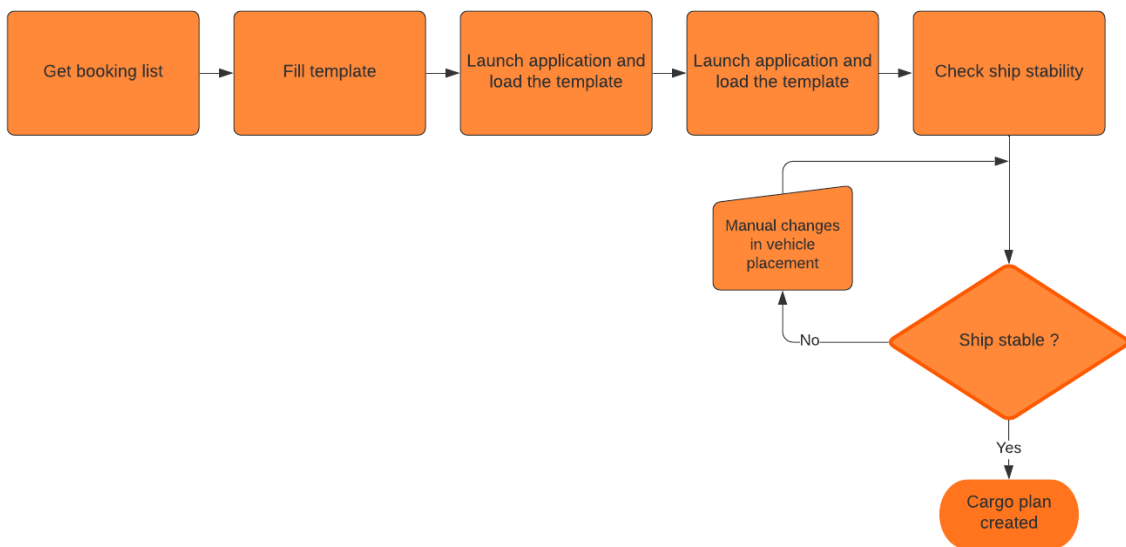 Get booking list
Fill template
Launch application and
load the template
Launch application and
load the template
Check ship stability
Manual changes
in vehicle
placement
Ship stable ?
No
Yes
Cargo plan
created